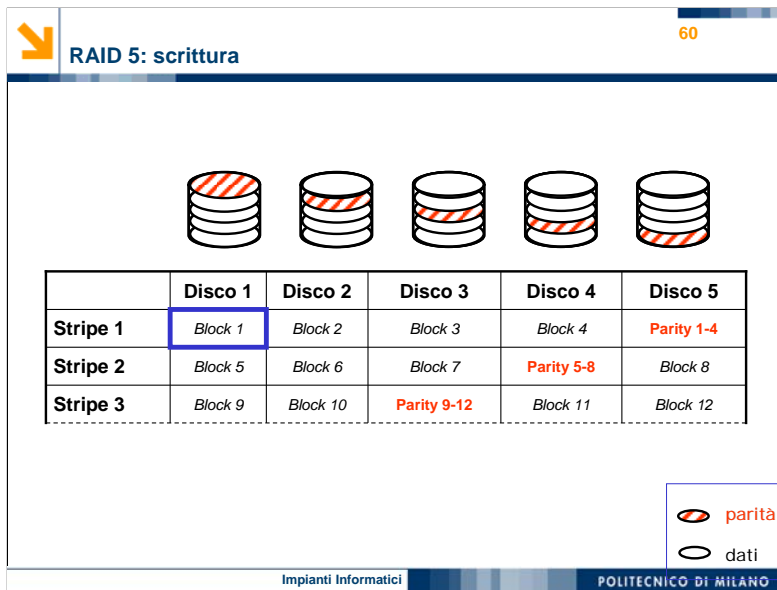 60
RAID 5: scrittura
Disco 1 Disco 2 Disco 3 Disco 4 Disco 5
Stripe 1 Block 1 Block 2 Block 3 Block 4 Parity 1-4
Stripe 2 Block 5 Block 6 Block 7 Parity 5-8 Block 8
Stripe 3 Block 9 Block 10 Parity 9-12 Block 11 Block 12
parità
dati
Impianti Informatici
POLITECNICO DI MILANO